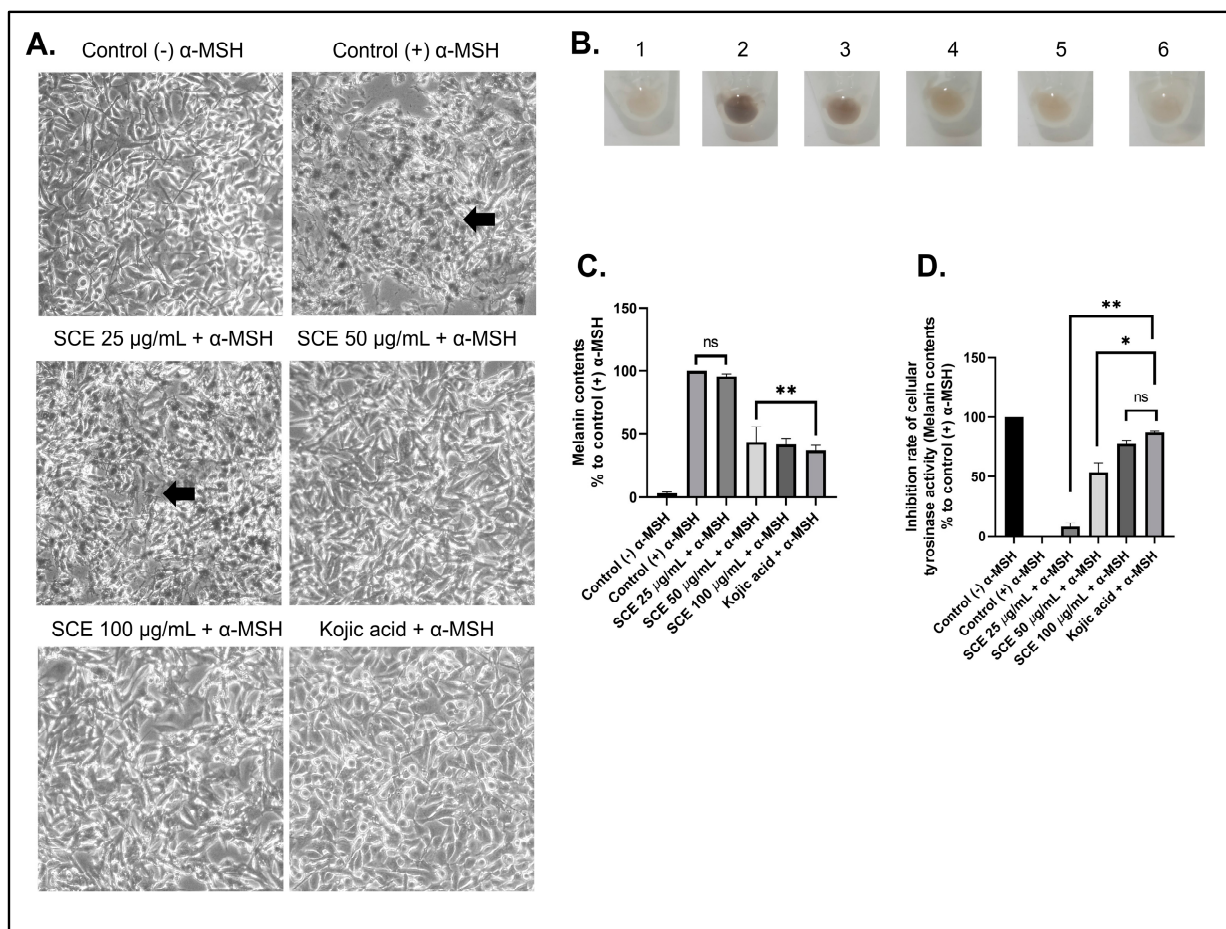 A.
Control (-) α-MSH
Control (+) α-MSH
SCE 25 μg/mL + α-MSH
SCE 50 μg/mL + α-MSH
SCE 100 μg/mL + α-MSH
Kojic acid + α-MSH
B.
1 2 3 4 5 6
C.
Melanin contents
% to control (+) α-MSH
150
100
50
0
ns
**
Control (-) α-MSH
Control (+) α-MSH
SCE 25 μg/mL + α-MSH
SCE 50 μg/mL + α-MSH
SCE 100 μg/mL + α-MSH
Kojic acid + α-MSH
D.
Inhibition rate of cellular
tyrosinase activity (Melanin contents
% to control (+) α-MSH)
150
100
50
0
**
*
ns
Control (-) α-MSH
Control (+) α-MSH
SCE 25 μg/mL + α-MSH
SCE 50 μg/mL + α-MSH
SCE 100 μg/mL + α-MSH
Kojic acid + α-MSH